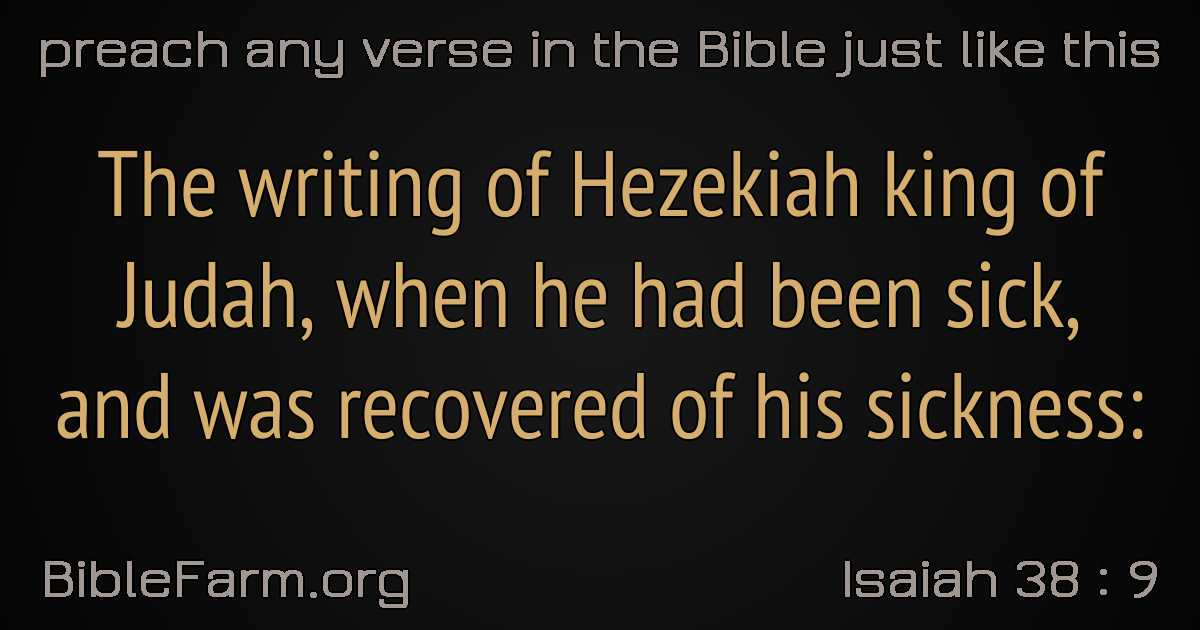 preach any verse in the Bible just like this
The writing of Hezekiah king of
Judah, when he had been sick,
and was recovered of his sickness:
BibleFarm.org
Isaiah 38 : 9